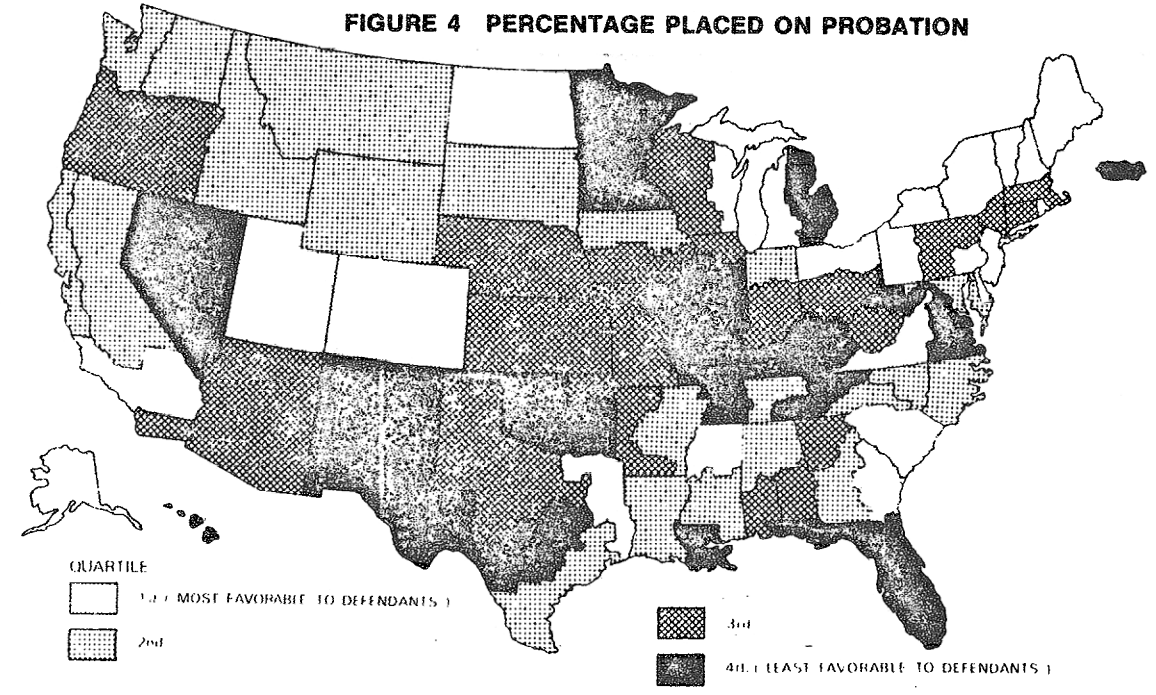 FIGURE 4 PERCENTAGE PLACED ON PROBATION
QUARTILE
( MOST FAVORABLE TO DEFENDANTS )
2nd
3rd
( LEAST FAVORABLE TO DEFENDANTS )